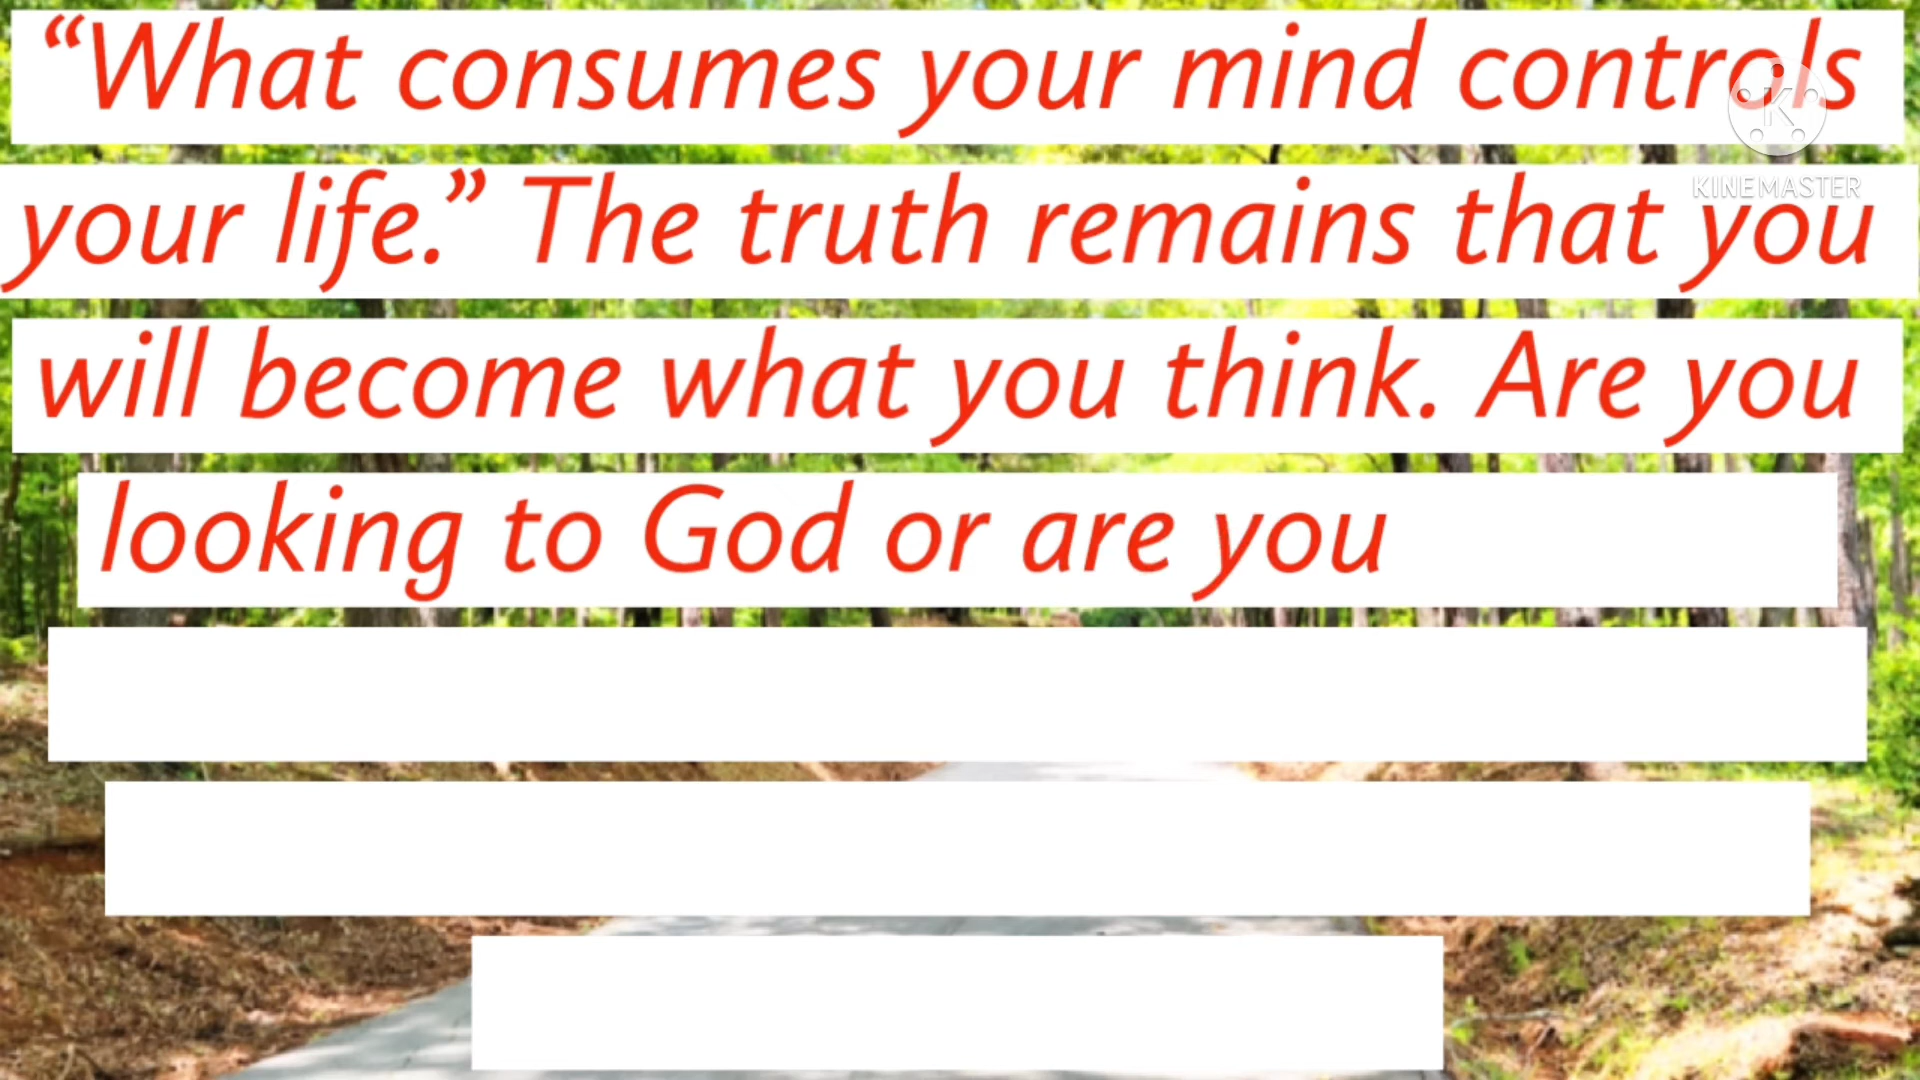 “What consumes your mind controls
your life.” The truth remains that you
will become what you think. Are you
looking to God or are you
KINEMASTER